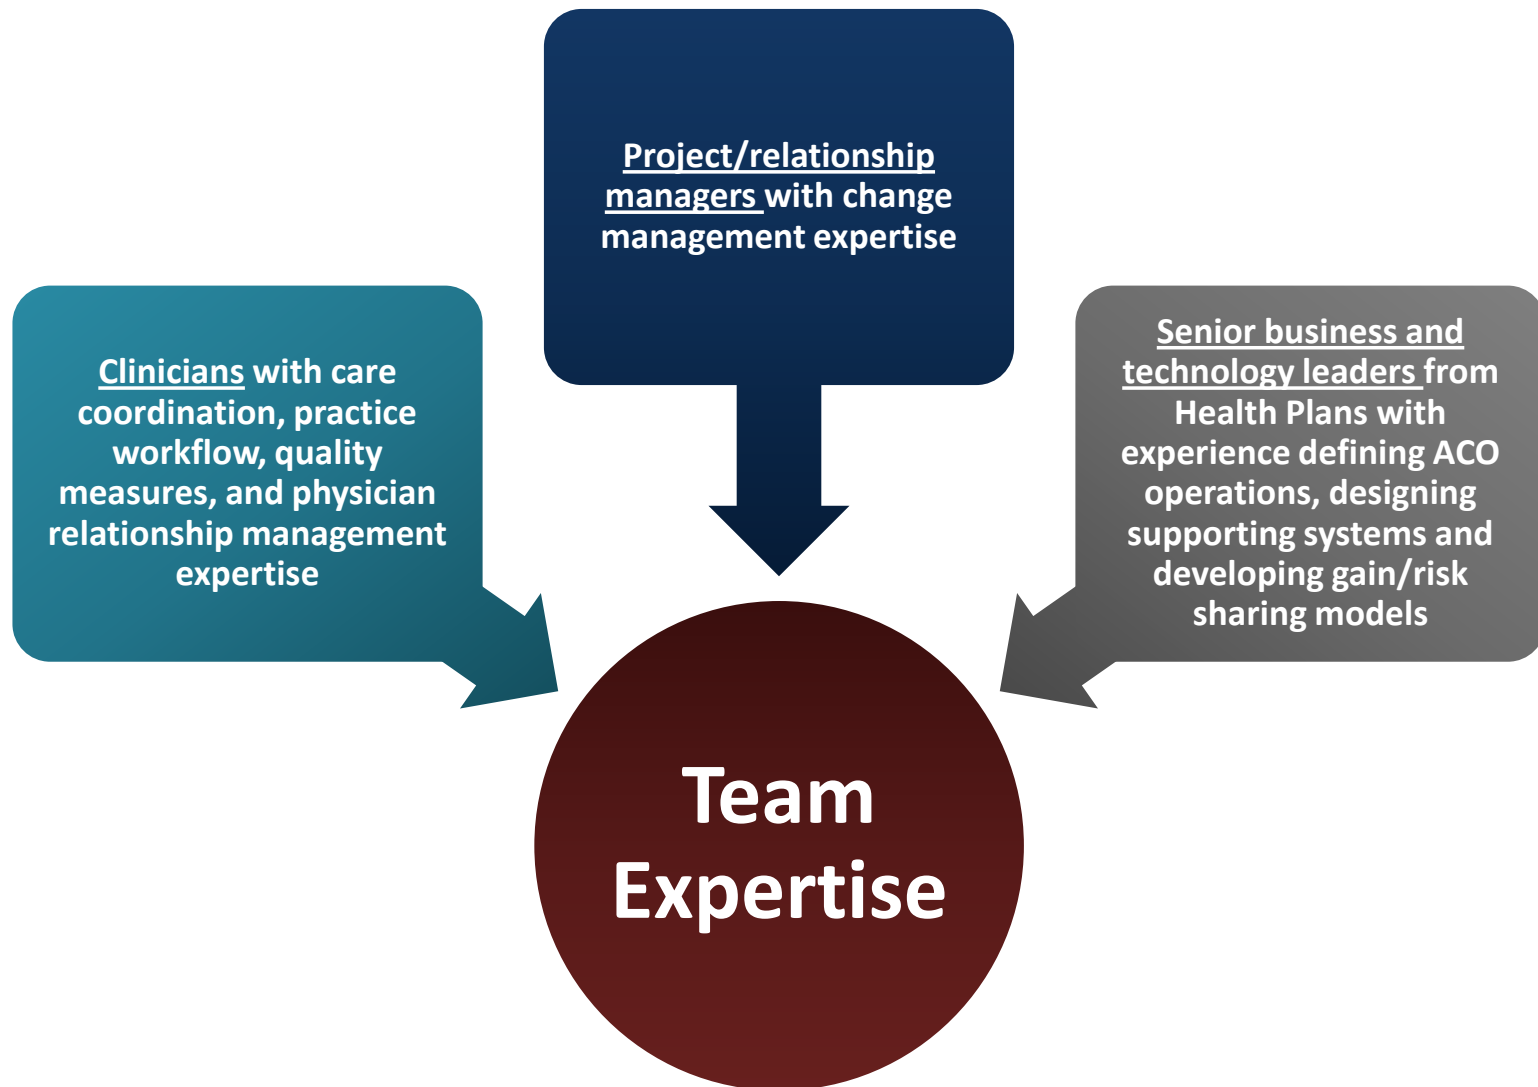 Project/relationship
managers with change
management expertise
Clinicians with care
coordination, practice
workflow, quality
measures, and physician
relationship management
expertise
Senior business and
technology leaders from
Health Plans with
experience defining ACO
operations, designing
supporting systems and
developing gain/risk
sharing models
Team
Expertise